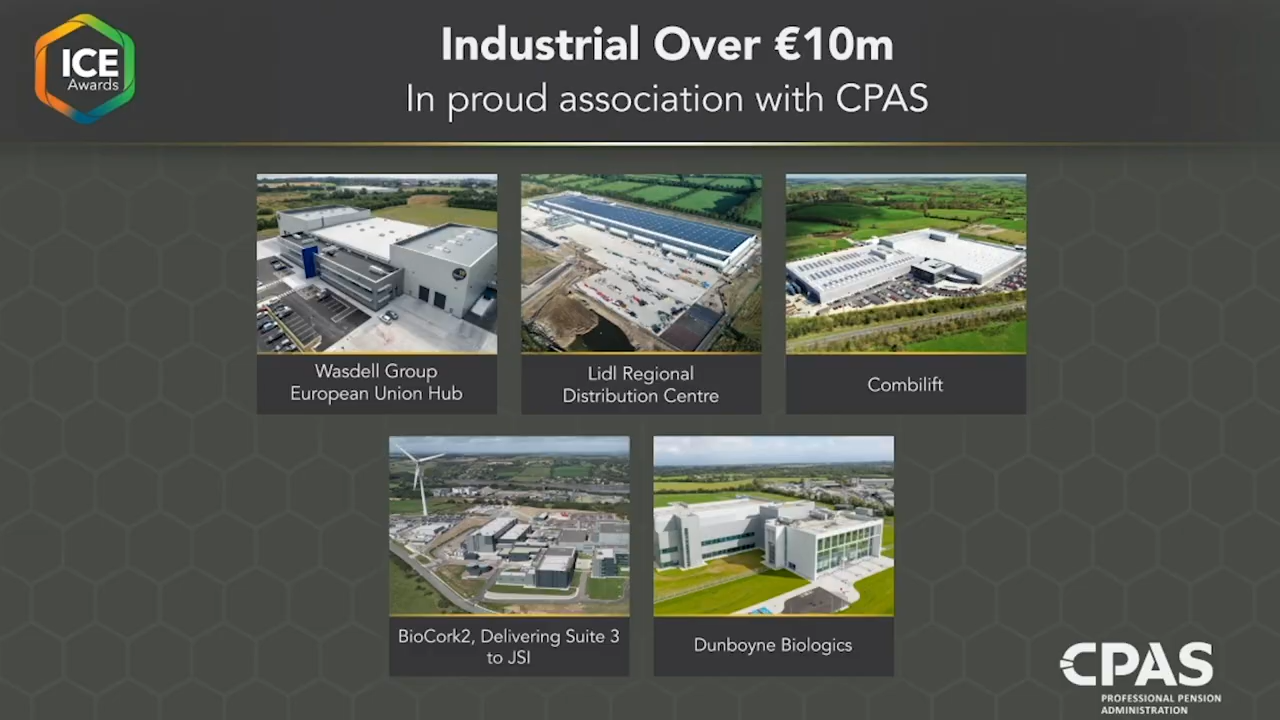 ICE
Awards
Industrial Over €10m
In proud association with CPAS
Wasdell Group
European Union Hub
Lidl Regional
Distribution Centre
Combilift
BioCork2, Delivering Suite 3
to JSI
Dunboyne Biologics
CPAS
PROFESSIONAL PENSION
ADMINISTRATION